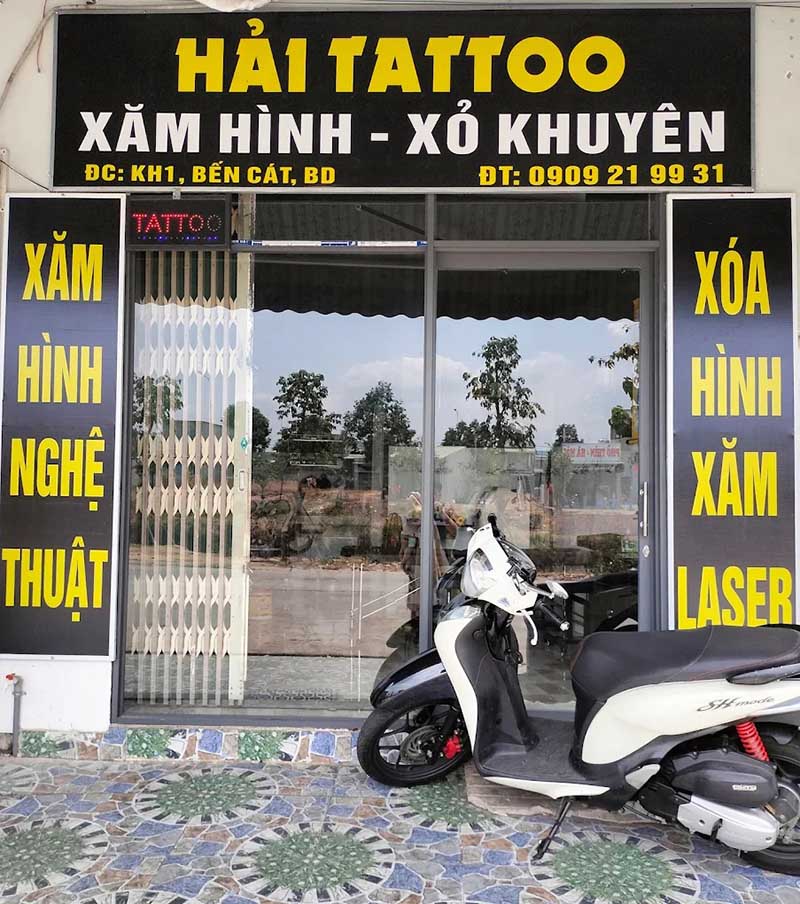 HẢI TATTOO
XĂM HÌNH - XỎ KHUYÊN
ĐC: KH1, BẾN CÁT, BD
ĐT: 0909 21 99 31
TATTOO
XĂM
HÌNH
NGHỆ
THUẬT
XÓA
HÌNH
XĂM
LASER
SH mode